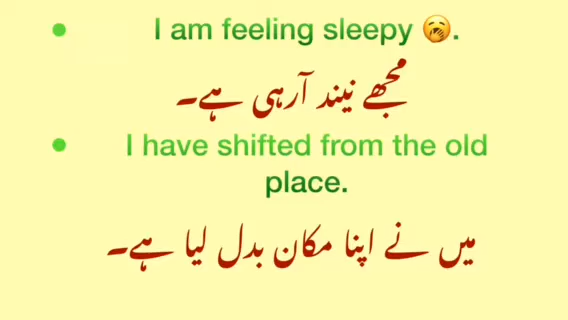 • I am feeling sleepy 🥱.
مجھے نیند آرہی ہے۔
• I have shifted from the old
place.
میں نے اپنا مکان بدل لیا ہے۔